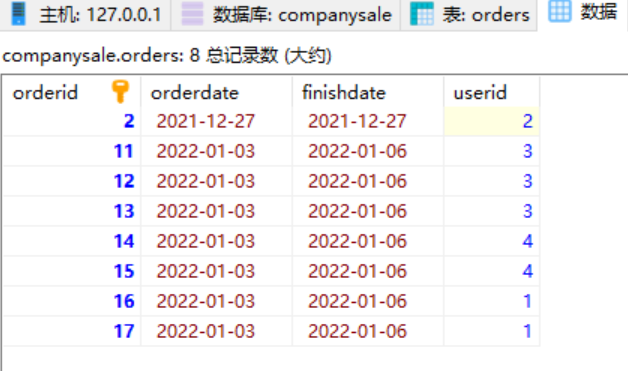 主机: 127.0.0.1 数据库: companysale 表: orders 数据
companysale.orders: 8 总记录数 (大约)
orderid orderdate finishdate userid
2 2021-12-27 2021-12-27 2
11 2022-01-03 2022-01-06 3
12 2022-01-03 2022-01-06 3
13 2022-01-03 2022-01-06 3
14 2022-01-03 2022-01-06 4
15 2022-01-03 2022-01-06 4
16 2022-01-03 2022-01-06 1
17 2022-01-03 2022-01-06 1